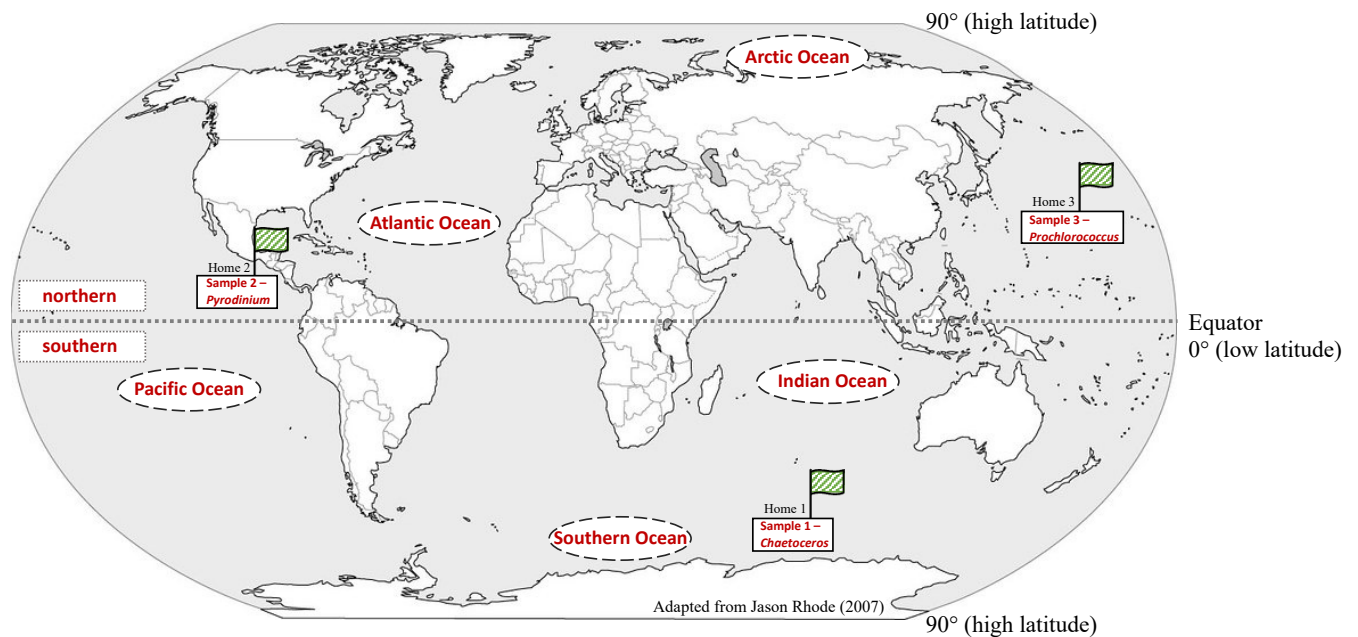 90° (high latitude)
Arctic Ocean
Home 3
Sample 3 –
Prochlorococcus
Atlantic Ocean
Home 2
Sample 2 –
Pyrodinium
northern
Equator
0° (low latitude)
southern
Pacific Ocean
Indian Ocean
Home 1
Sample 1 –
Chaetoceros
Southern Ocean
Adapted from Jason Rhode (2007)
90° (high latitude)